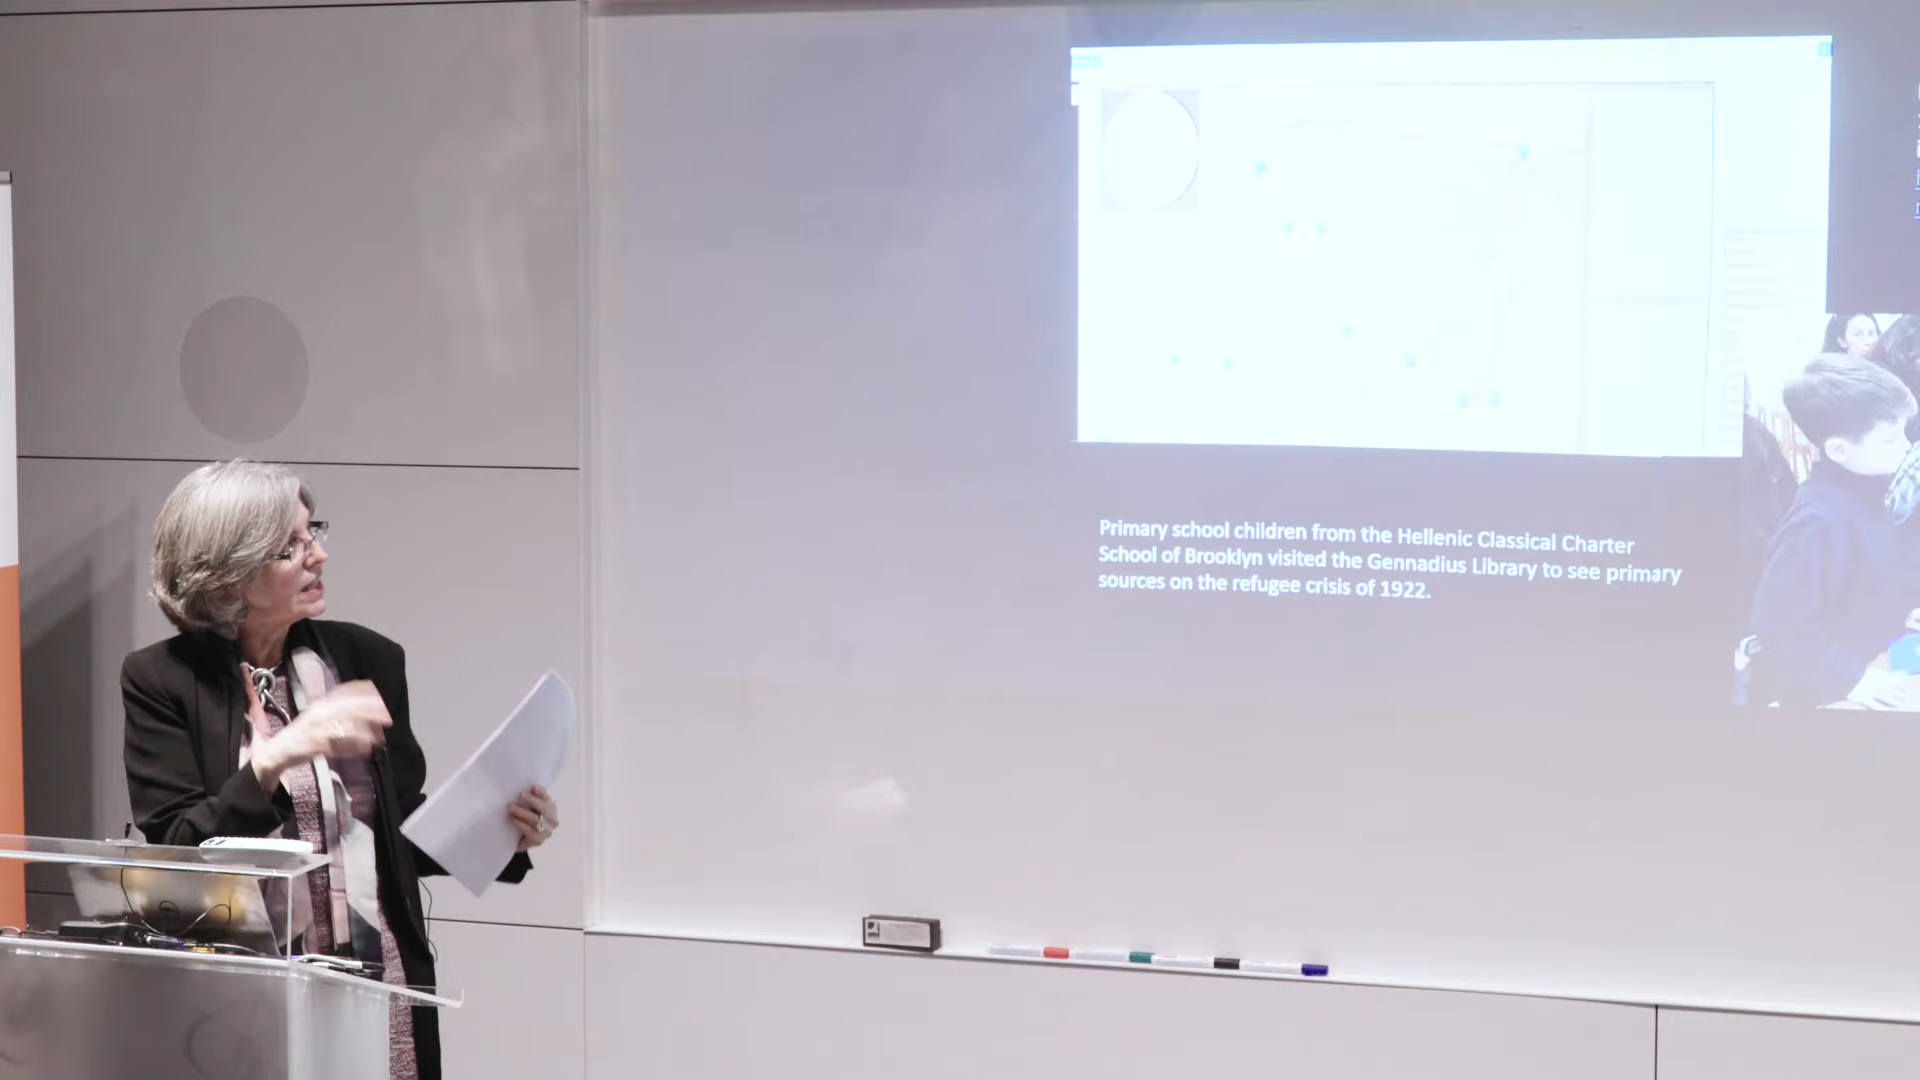 Primary school children from the Hellenic Classical Charter
School of Brooklyn visited the Gennadius Library to see primary
sources on the refugee crisis of 1922.